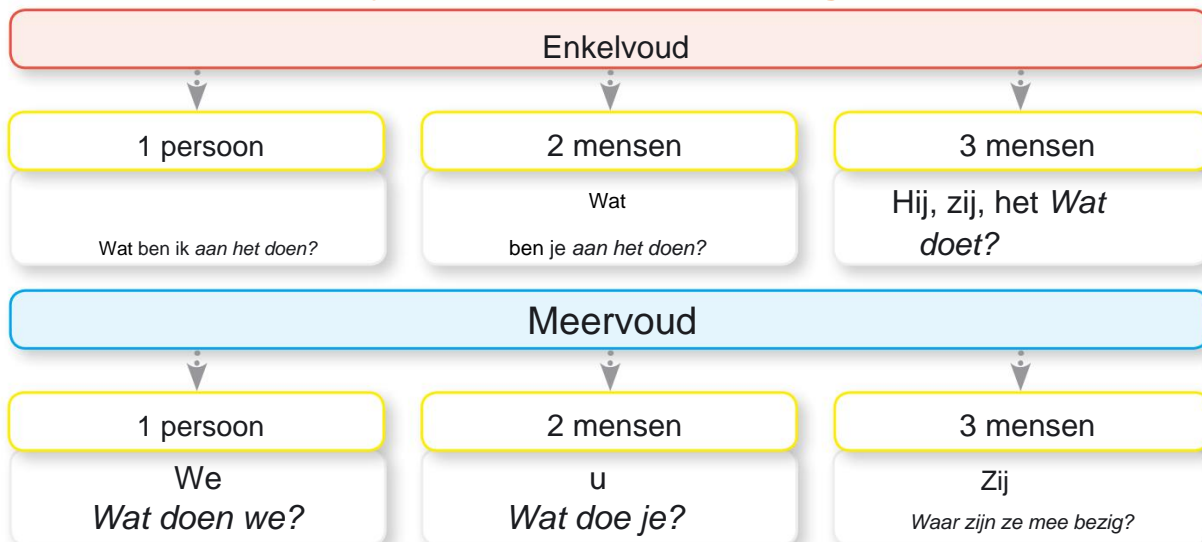 Enkelvoud
1 persoon
2 mensen
3 mensen
Wat ben ik aan het doen?
Wat
ben je aan het doen?
Hij, zij, het Wat
doet?
Meervoud
1 persoon
2 mensen
3 mensen
We
Wat doen we?
u
Wat doe je?
Zij
Waar zijn ze mee bezig?